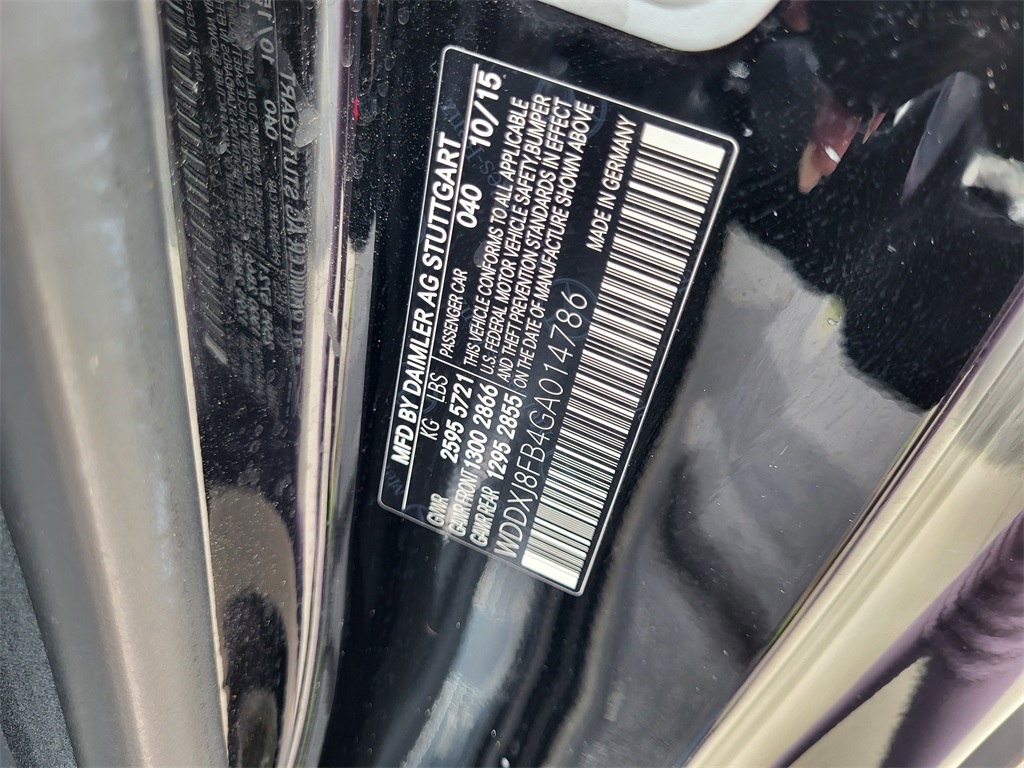 MFD BY DAIMLER AG STUTTGART
040 10/15
KG LBS PASSENGER CAR
GWR 2595 5721 THIS VEHICLE CONFORMS TO ALL APPLICABLE
GAWR FRONT 1300 2866 U.S. FEDERAL MOTOR VEHICLE SAFETY, BUMPER
GAWR REAR 1295 2855 AND THEFT PREVENTION STANDARDS IN EFFECT
ON THE DATE OF MANUFACTURE SHOWN ABOVE
WDDXJ8FB4GA014786 MADE IN GERMANY